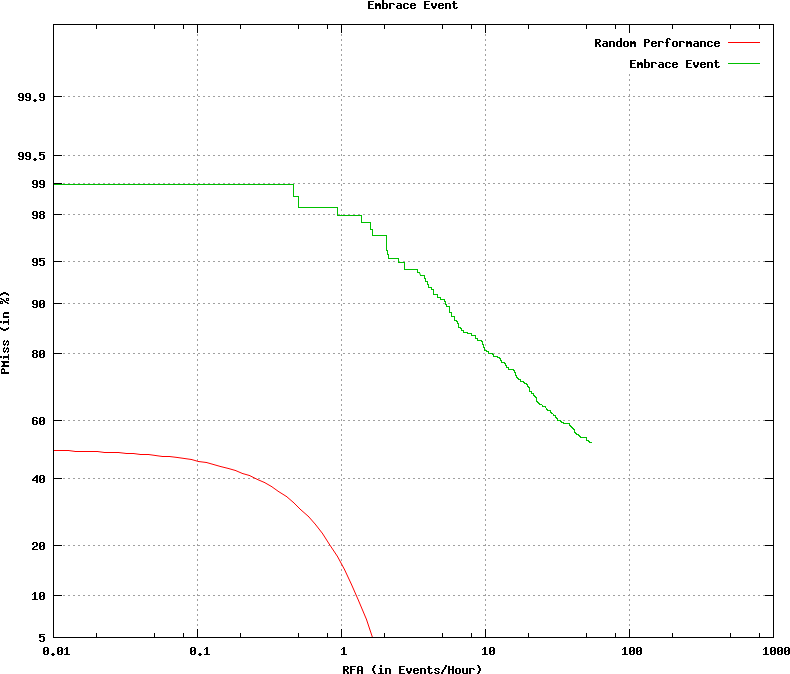 Embrace Event
Random Performance
Embrace Event
99.9
99.5
99
98
95
90
80
60
40
20
10
5
PMiss (in %)
0.01 0.1 1 10 100 1000
RFA (in Events/Hour)